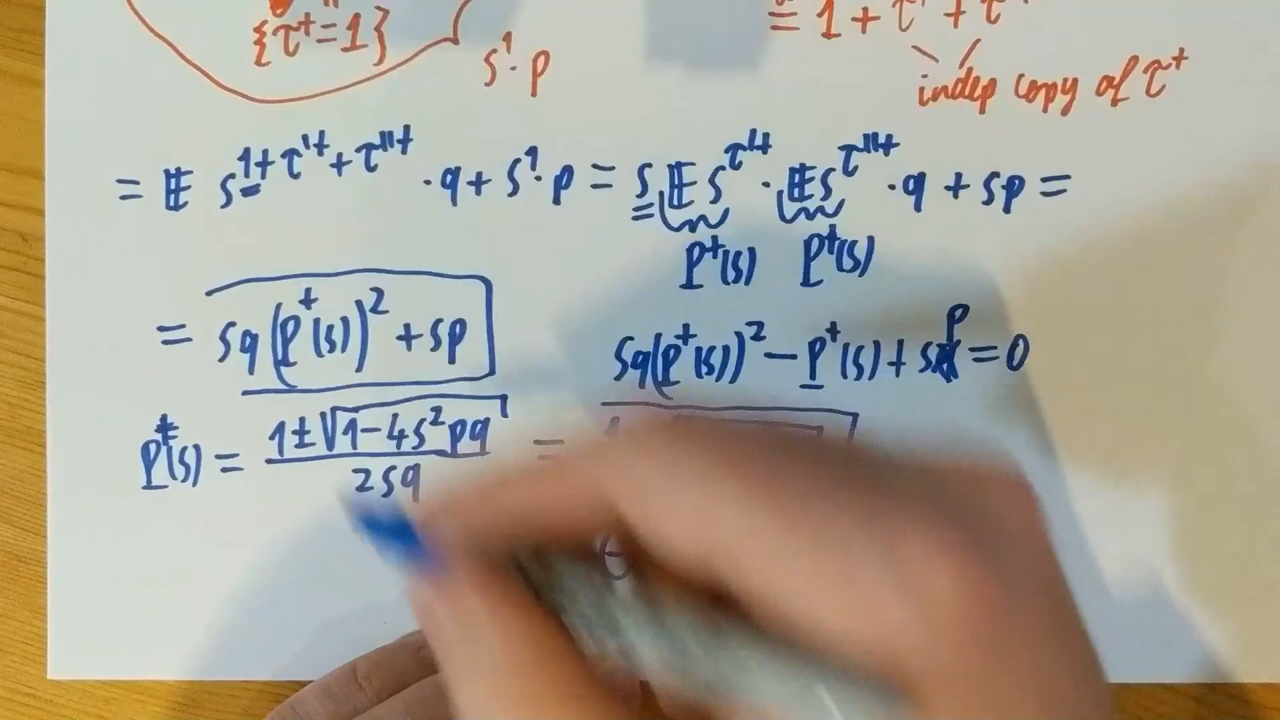 {τ⁺=1}
s¹·p
= 1 + τ'⁺ + τ''⁺
indep copy of τ⁺
= 𝔼 s^{1+τ'⁺+τ''⁺} · q + s¹·p = s 𝔼 s^{τ'⁺} · 𝔼 s^{τ''⁺} · q + sp =
P⁺(s) P⁺(s)
= sq(P⁺(s))² + sp
sq(P⁺(s))² − P⁺(s) + sp = 0
P⁺(s) = (1±√(1−4s²pq))/(2sq) =